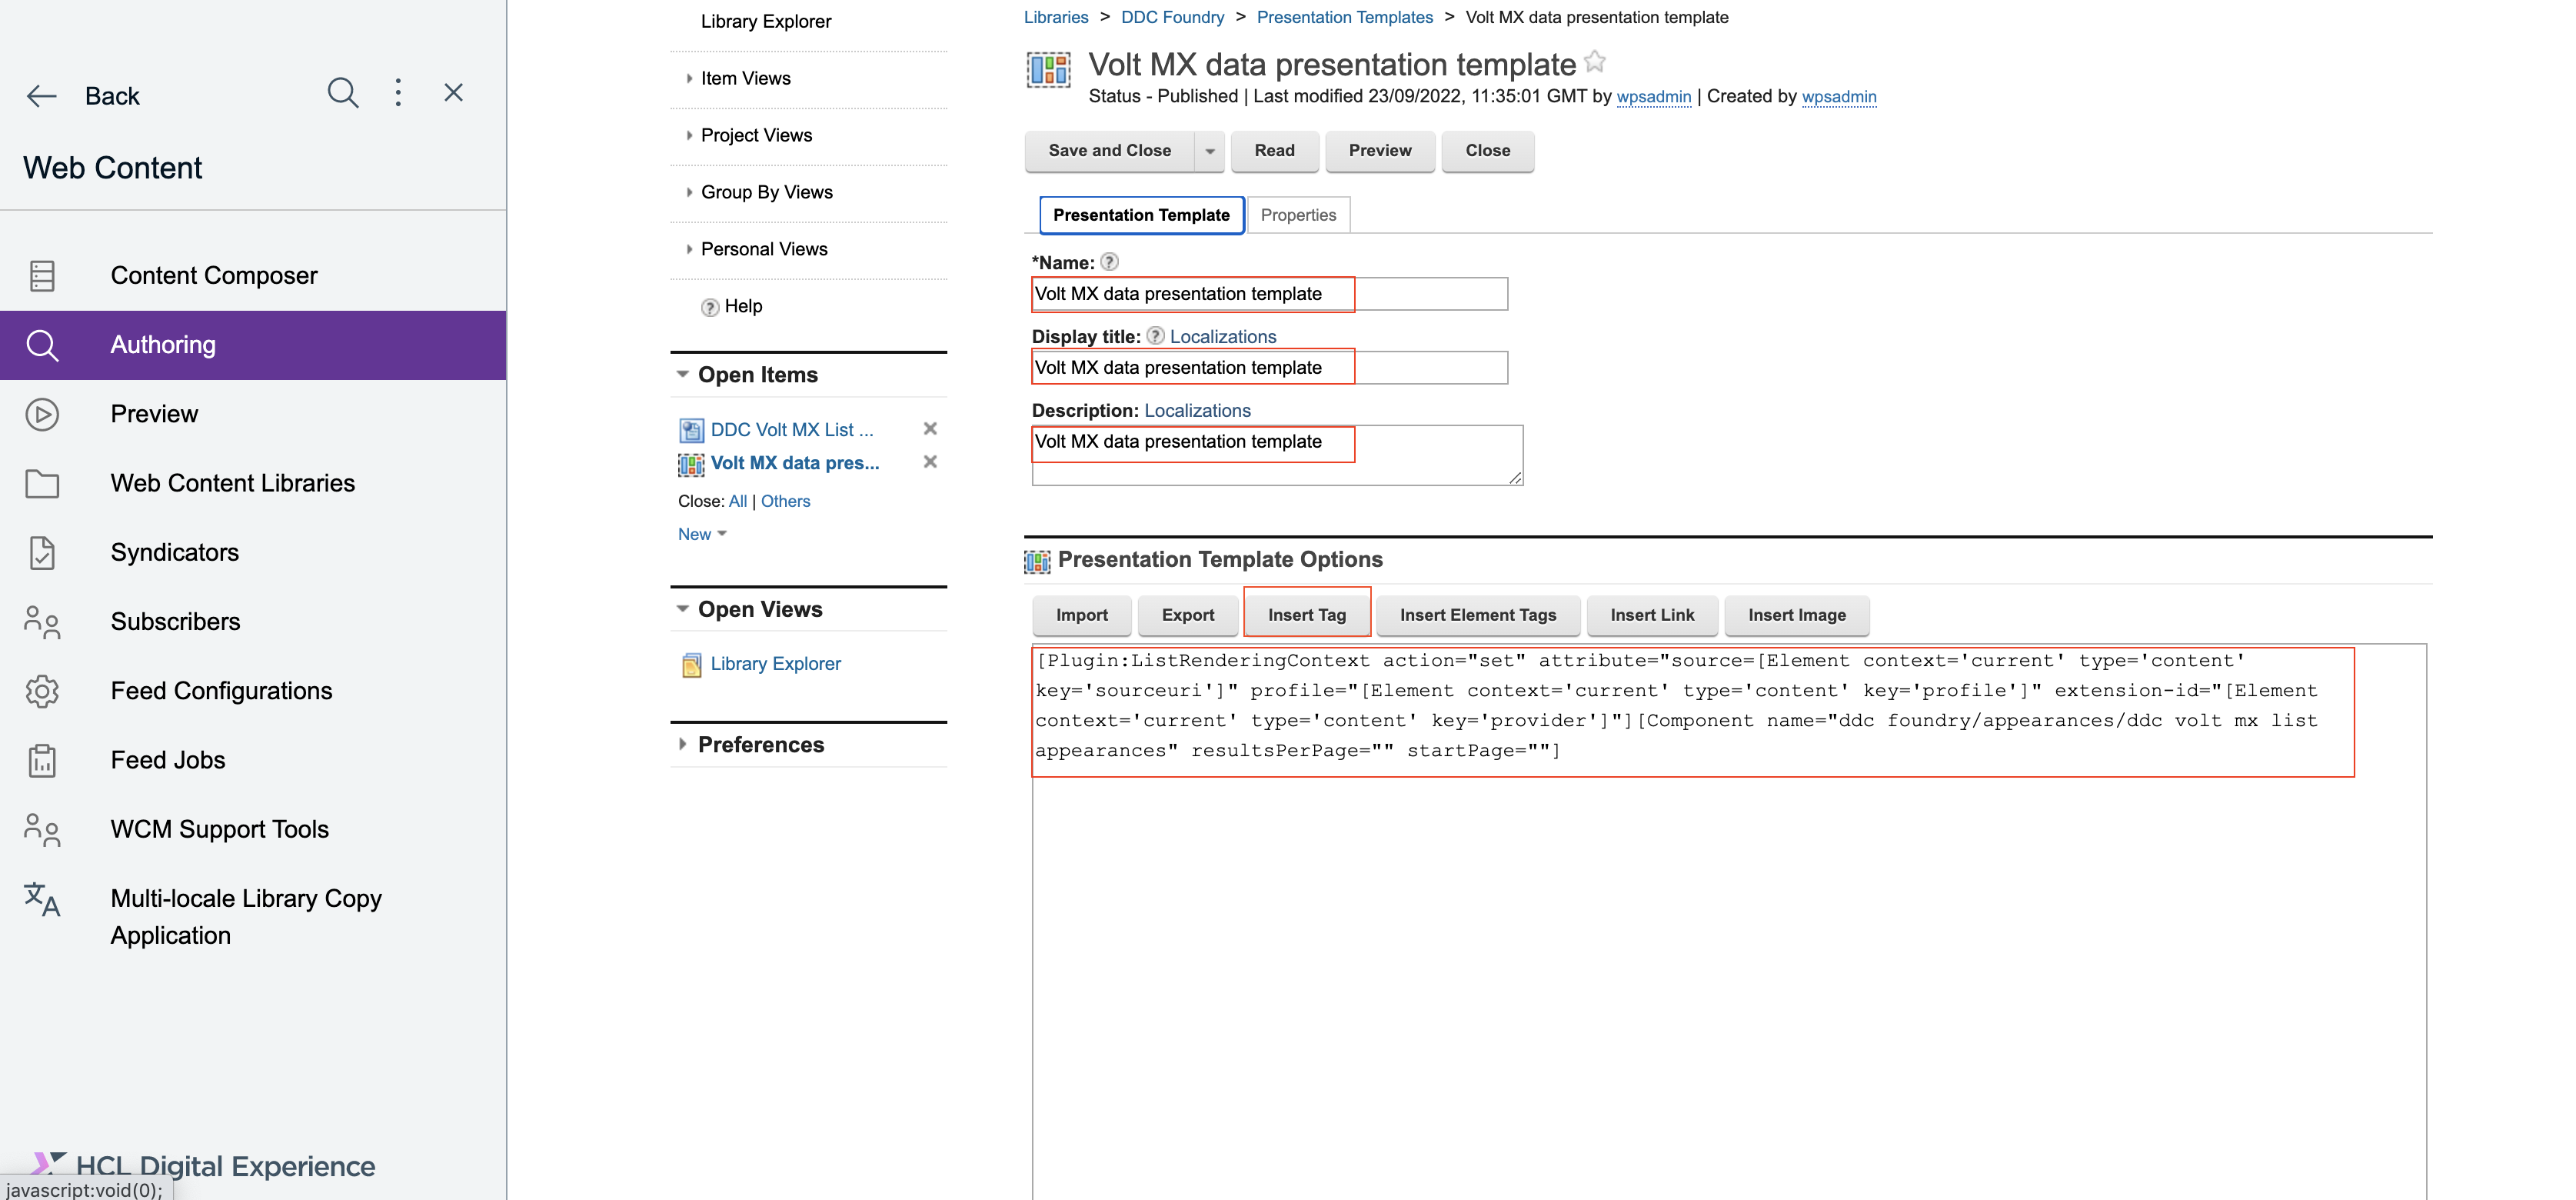 Back
Web Content
Content Composer
Authoring
Preview
Web Content Libraries
Syndicators
Subscribers
Feed Configurations
Feed Jobs
WCM Support Tools
Multi-locale Library Copy
Application
HCL Digital Experience
javascript:void(0);
Library Explorer
Item Views
Project Views
Group By Views
Personal Views
? Help
Open Items
DDC Volt MX List ...
Volt MX data pres...
Close: All | Others
New
Open Views
Library Explorer
Preferences
Libraries > DDC Foundry > Presentation Templates > Volt MX data presentation template
Volt MX data presentation template
Status - Published | Last modified 23/09/2022, 11:35:01 GMT by wpsadmin | Created by wpsadmin
Save and Close Read Preview Close
Presentation Template Properties
*Name: ?
Volt MX data presentation template
Display title: ? Localizations
Volt MX data presentation template
Description: Localizations
Volt MX data presentation template
Presentation Template Options
Import Export Insert Tag Insert Element Tags Insert Link Insert Image
[Plugin:ListRenderingContext action="set" attribute="source=[Element context='current' type='content'
key='sourceuri']" profile="[Element context='current' type='content' key='profile']" extension-id="[Element
context='current' type='content' key='provider']"][Component name="ddc foundry/appearances/ddc volt mx list
appearances" resultsPerPage="" startPage=""]